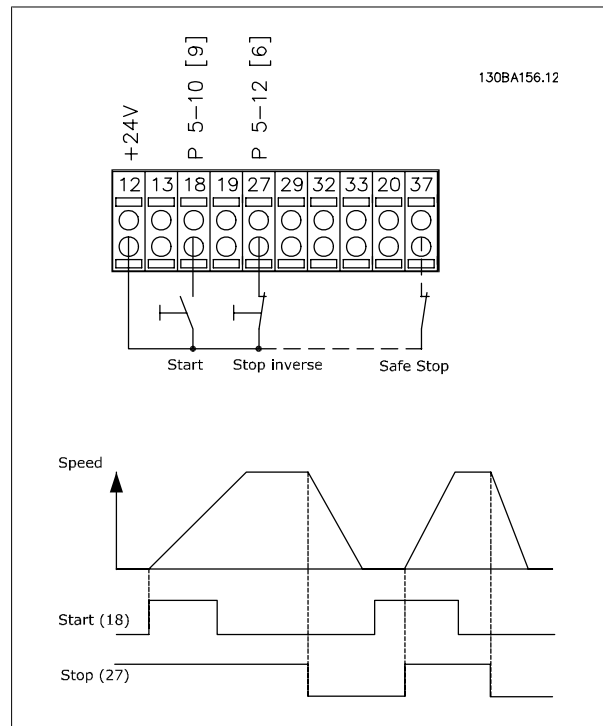 130BA156.12
+24V
P 5-10 [9]
P 5-12 [6]
12 13 18 19 27 29 32 33 20 37
Start Stop inverse Safe Stop
Speed
Start (18)
Stop (27)